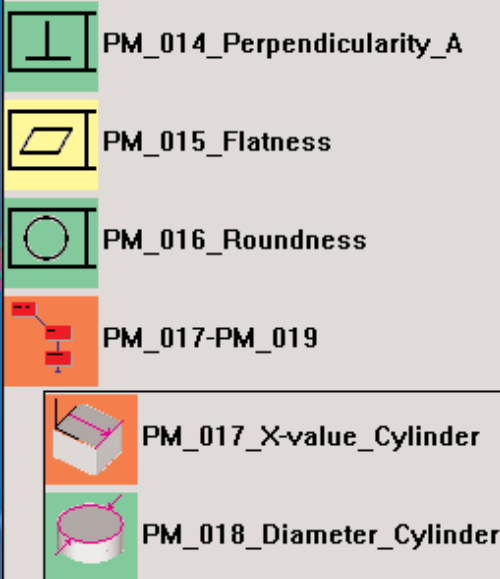 PM_014_Perpendicularity_A
PM_015_Flatness
PM_016_Roundness
PM_017-PM_019
PM_017_X-value_Cylinder
PM_018_Diameter_Cylinder